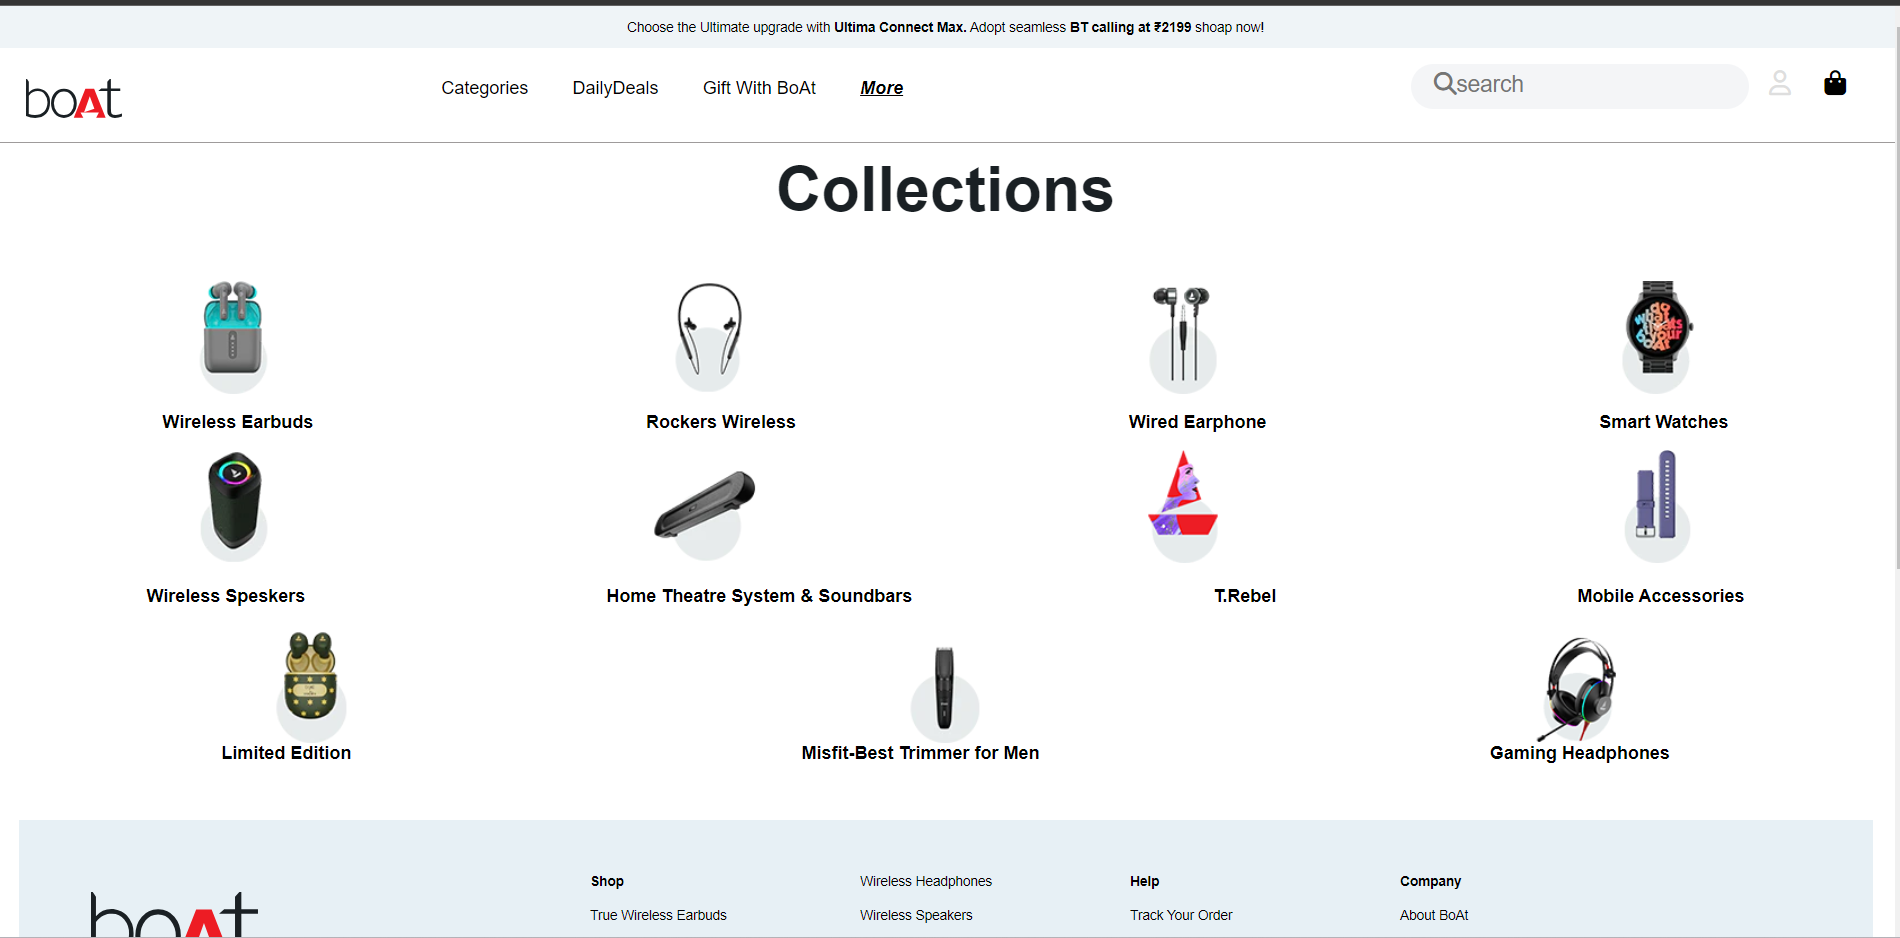 Choose the Ultimate upgrade with Ultima Connect Max. Adopt seamless BT calling at ₹2199 shoap now!
boAt
Categories DailyDeals Gift With BoAt More
search
Collections
Wireless Earbuds Rockers Wireless Wired Earphone Smart Watches
Wireless Speskers Home Theatre System & Soundbars T.Rebel Mobile Accessories
Limited Edition Misfit-Best Trimmer for Men Gaming Headphones
boAt
Shop Wireless Headphones Help Company
True Wireless Earbuds Wireless Speakers Track Your Order About BoAt